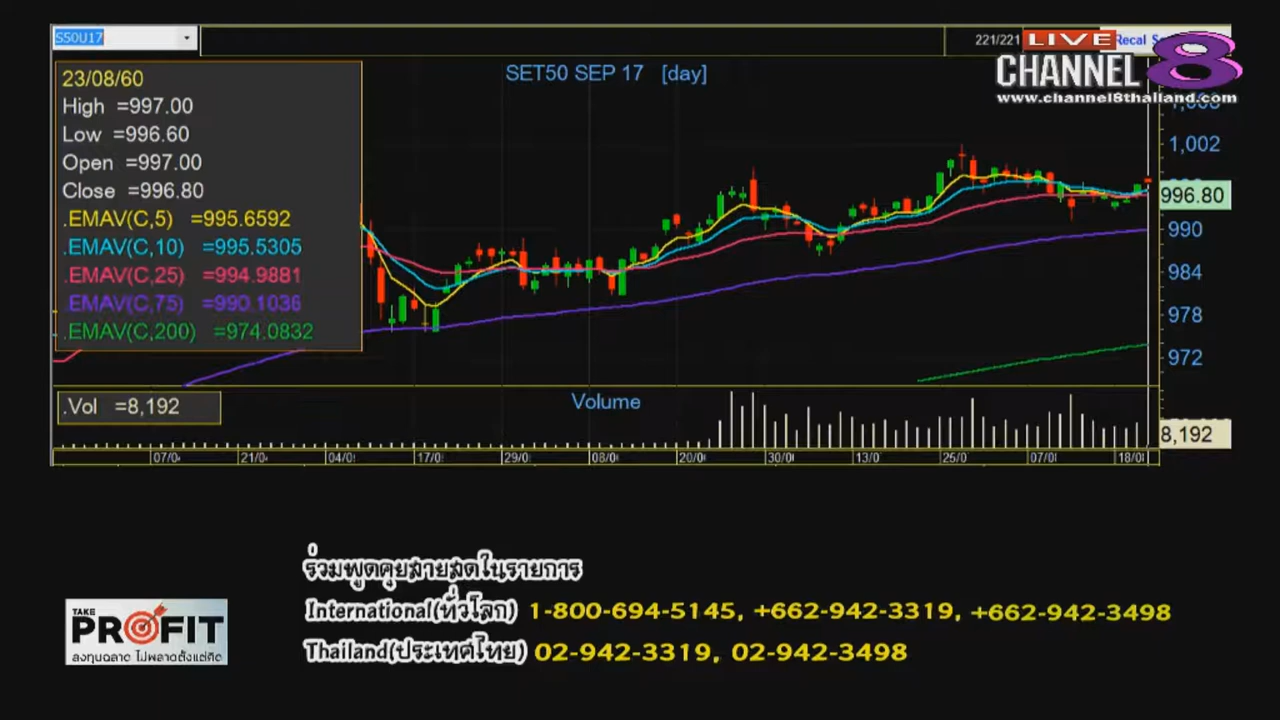 S50U17
221/221
LIVE
Recal
CHANNEL 8
www.channel8thailand.com
SET50 SEP 17 [day]
23/08/60
High =997.00
Low =996.60
Open =997.00
Close =996.80
.EMAV(C,5) =995.6592
.EMAV(C,10) =995.5305
.EMAV(C,25) =994.9881
.EMAV(C,75) =990.1036
.EMAV(C,200) =974.0832
1,002
996.80
990
984
978
972
.Vol =8,192
Volume
8,192
07/0 21/0 04/0 17/0 29/0 08/0 20/0 30/0 13/0 25/0 07/0 18/0
ร่วมพูดคุยสายสดในรายการ
International(ทั่วโลก) 1-800-694-5145, +662-942-3319, +662-942-3498
Thailand(ประเทศไทย) 02-942-3319, 02-942-3498
TAKE
PROFIT
ลงทุนฉลาด ไม่พลาดตั้งแต่คิด